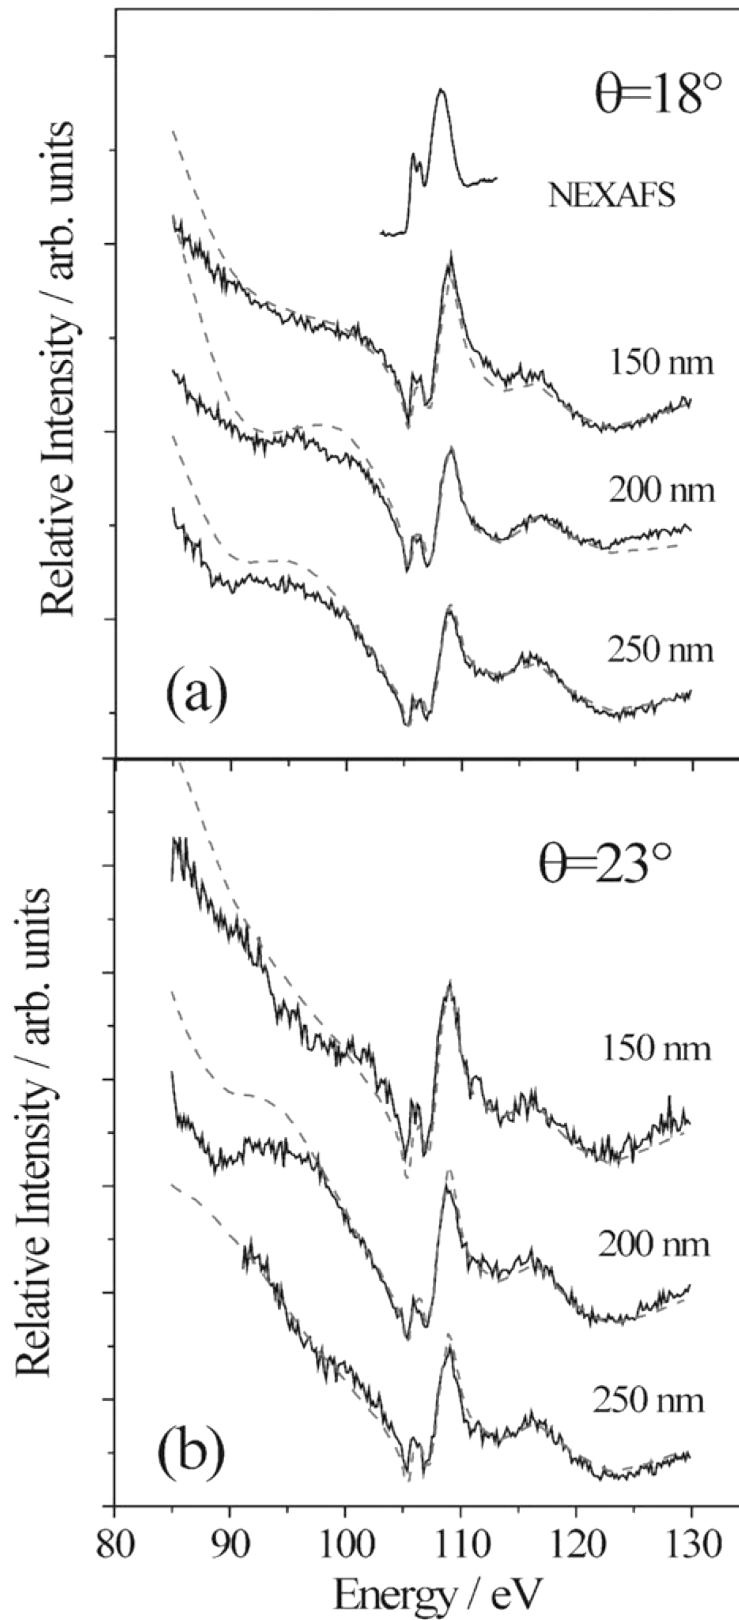 θ=18°
NEXAFS
150 nm
200 nm
250 nm
(a)
Relative Intensity / arb. units
θ=23°
150 nm
200 nm
250 nm
(b)
Relative Intensity / arb. units
80 90 100 110 120 130
Energy / eV